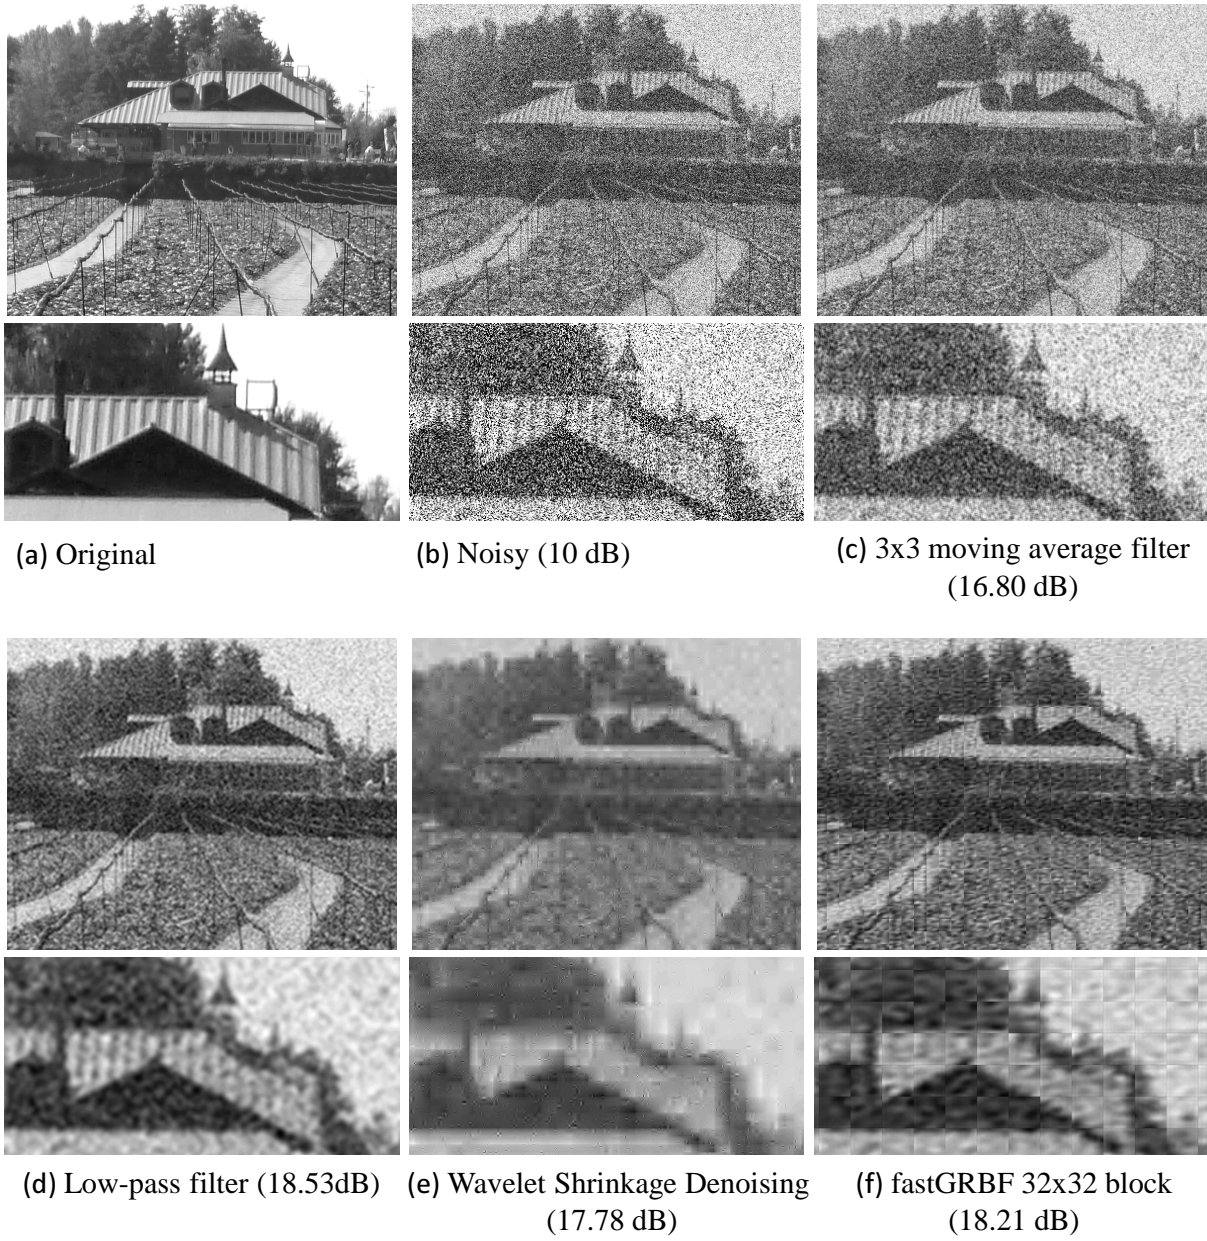 (a) Original
(b) Noisy (10 dB)
(c) 3x3 moving average filter
(16.80 dB)
(d) Low-pass filter (18.53dB)
(e) Wavelet Shrinkage Denoising
(17.78 dB)
(f) fastGRBF 32x32 block
(18.21 dB)